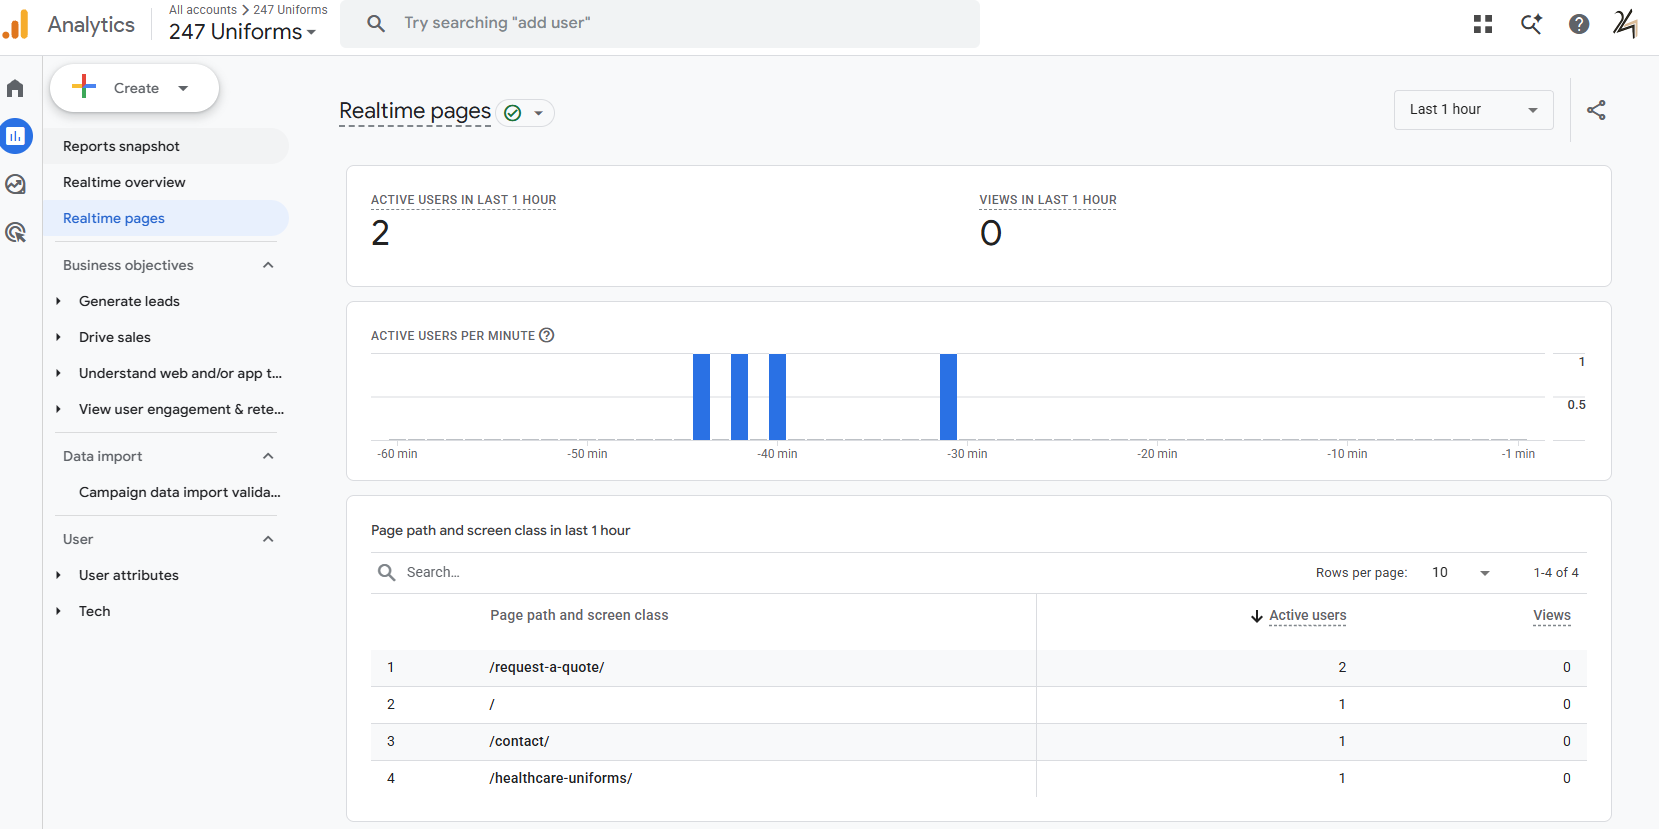 Analytics
All accounts > 247 Uniforms
247 Uniforms
Try searching "add user"
Create
Reports snapshot
Realtime overview
Realtime pages
Business objectives
Generate leads
Drive sales
Understand web and/or app t...
View user engagement & rete...
Data import
Campaign data import valida...
User
User attributes
Tech
Realtime pages
Last 1 hour
ACTIVE USERS IN LAST 1 HOUR
2
VIEWS IN LAST 1 HOUR
0
ACTIVE USERS PER MINUTE
1
0.5
-60 min -50 min -40 min -30 min -20 min -10 min -1 min
Page path and screen class in last 1 hour
Search...
Rows per page: 10 1-4 of 4
Page path and screen class Active users Views
1 /request-a-quote/ 2 0
2 / 1 0
3 /contact/ 1 0
4 /healthcare-uniforms/ 1 0